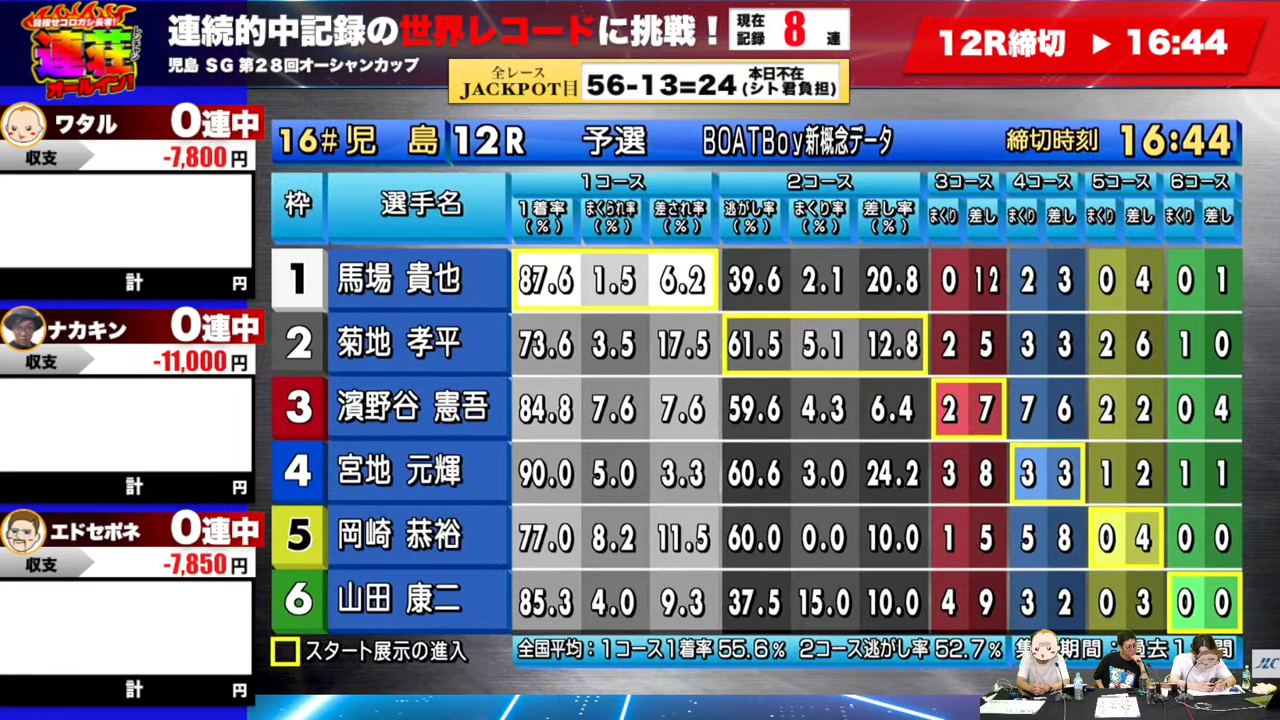 目指せコロガシ長者!
連荘
レンチャン
オールイン!
連続的中記録の世界レコードに挑戦!
現在記録 8 連
児島 SG 第28回オーシャンカップ
全レース JACKPOT目 56-13=24 本日不在(シト君負担)
12R締切 ▶ 16:44
ワタル 0連中
収支 -7,800円
計 円
ナカキン 0連中
収支 -11,000円
計 円
エドセポネ 0連中
収支 -7,850円
計 円
16# 児 島 12R 予選 BOATBoy新概念データ 締切時刻 16:44
枠 選手名 1コース 2コース 3コース 4コース 5コース 6コース
1着率(%) まくられ率(%) 差され率(%) 逃がし率(%) まくり率(%) 差し率(%) まくり 差し まくり 差し まくり 差し まくり 差し
1 馬場 貴也 87.6 1.5 6.2 39.6 2.1 20.8 0 12 2 3 0 4 0 1
2 菊地 孝平 73.6 3.5 17.5 61.5 5.1 12.8 2 5 3 3 2 6 1 0
3 濱野谷 憲吾 84.8 7.6 7.6 59.6 4.3 6.4 2 7 7 6 2 2 0 4
4 宮地 元輝 90.0 5.0 3.3 60.6 3.0 24.2 3 8 3 3 1 2 1 1
5 岡崎 恭裕 77.0 8.2 11.5 60.0 0.0 10.0 1 5 5 8 0 4 0 0
6 山田 康二 85.3 4.0 9.3 37.5 15.0 10.0 4 9 3 2 0 3 0 0
スタート展示の進入 全国平均:1コース1着率55.6% 2コース逃がし率52.7% 集 期間:過去1 間
JLC